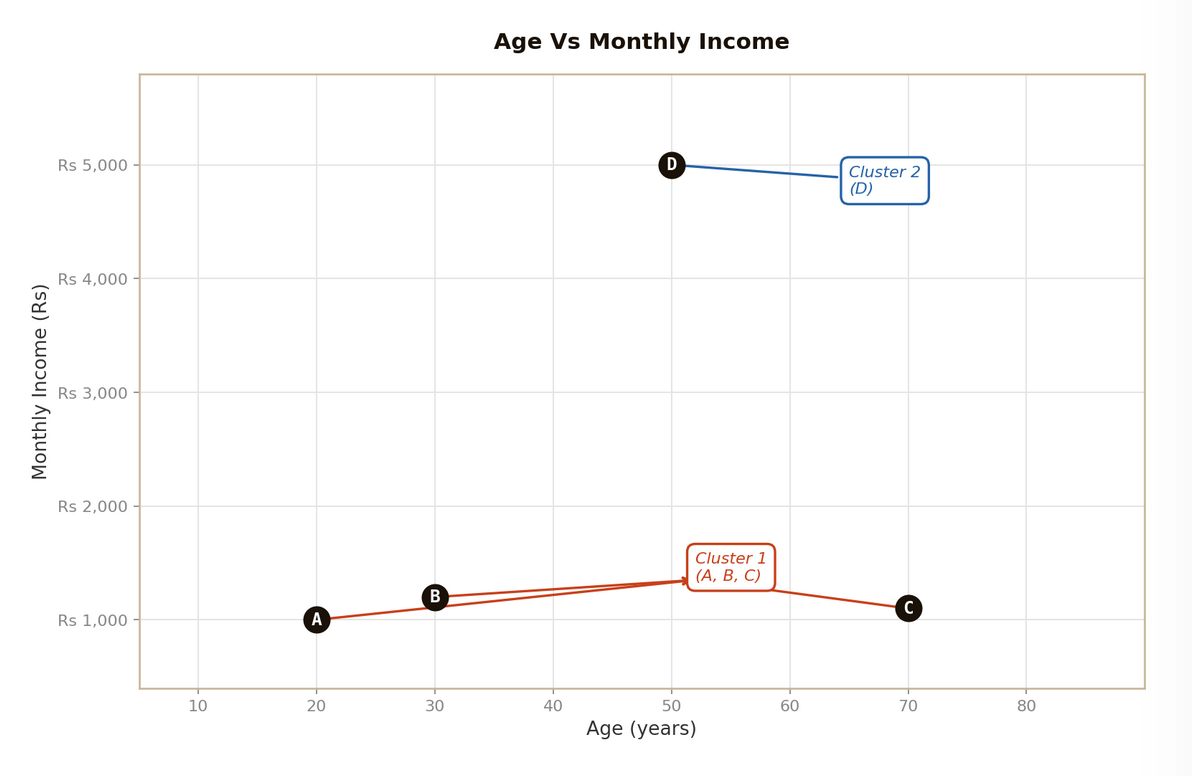 Age Vs Monthly Income
Monthly Income (Rs)
Rs 5,000
Rs 4,000
Rs 3,000
Rs 2,000
Rs 1,000
D
Cluster 2
(D)
Cluster 1
(A, B, C)
B
A
C
10 20 30 40 50 60 70 80
Age (years)